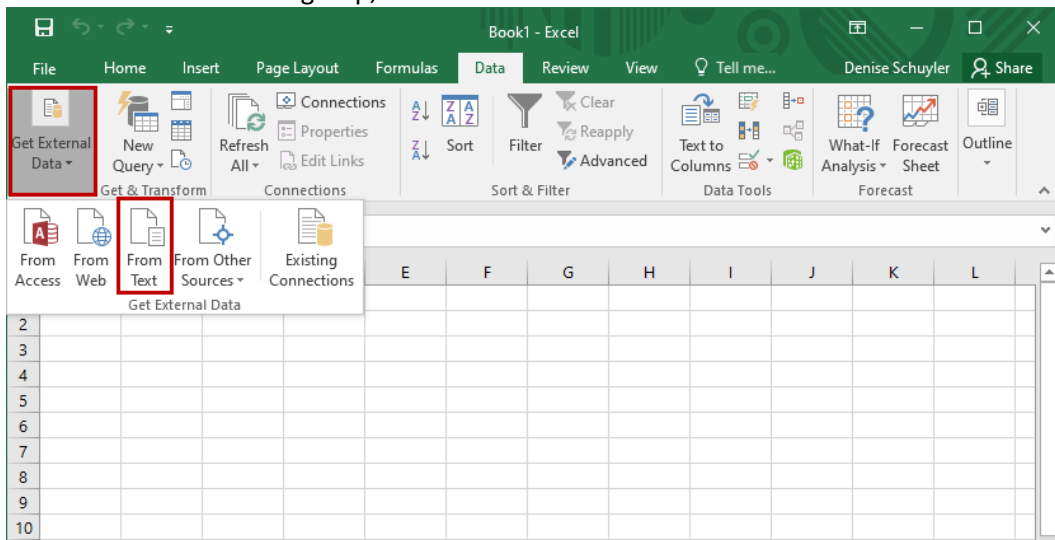 Book1 - Excel
File Home Insert Page Layout Formulas Data Review View Tell me... Denise Schuyler Share
Get External Data
New Query
Get & Transform
Refresh All
Connections
Properties
Edit Links
Connections
Sort
Filter
Clear
Reapply
Advanced
Sort & Filter
Text to Columns
Data Tools
What-If Analysis
Forecast Sheet
Forecast
Outline
From Access
From Web
From Text
From Other Sources
Existing Connections
Get External Data
E F G H I J K L
2
3
4
5
6
7
8
9
10